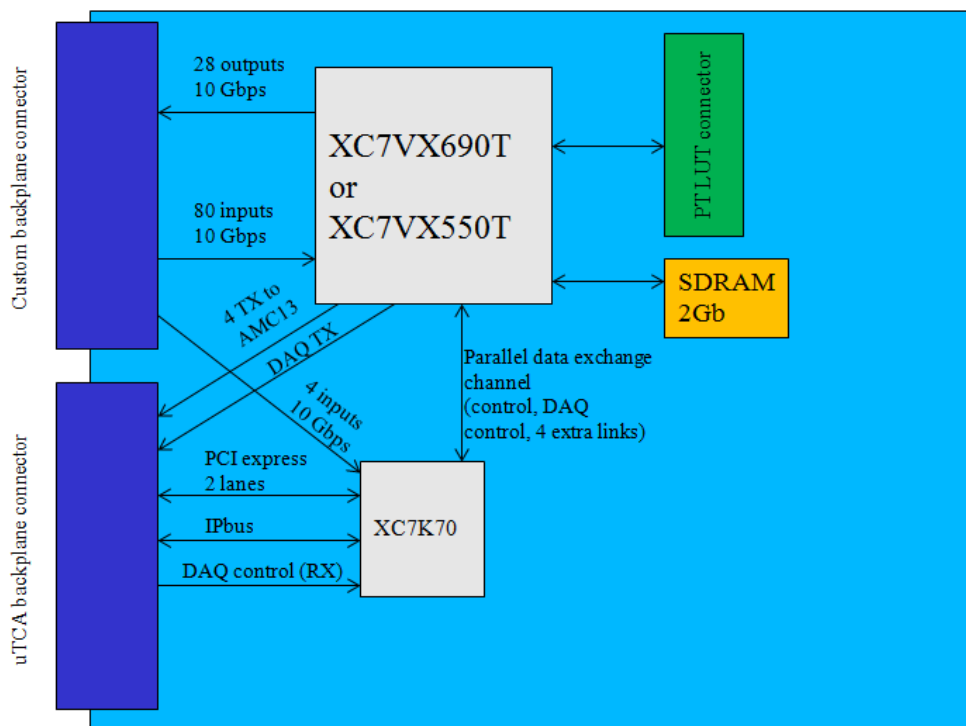 Custom backplane connector
28 outputs
10 Gbps
80 inputs
10 Gbps
XC7VX690T
or
XC7VX550T
PT LUT connector
SDRAM
2Gb
4 TX to
AMC13
DAQ TX
4 inputs
10 Gbps
Parallel data exchange
channel
(control, DAQ
control, 4 extra links)
uTCA backplane connector
PCI express
2 lanes
IPbus
DAQ control (RX)
XC7K70